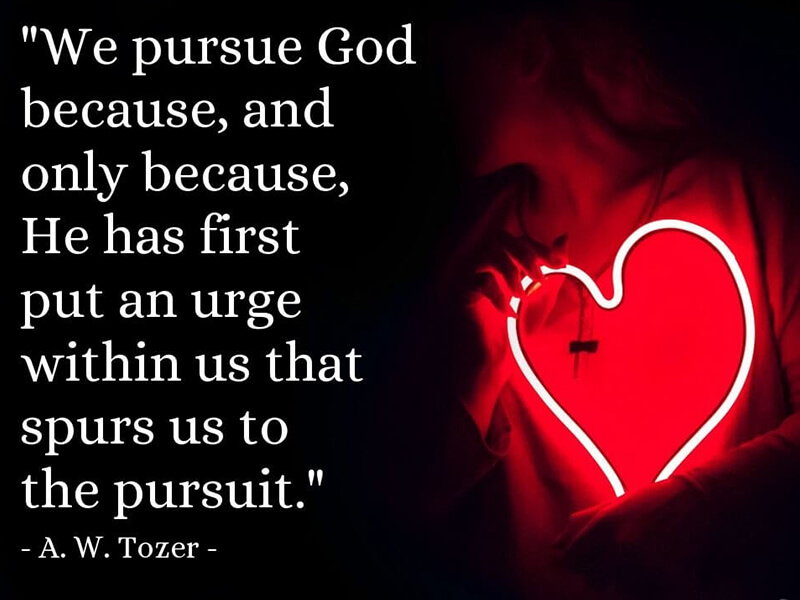 "We pursue God
because, and
only because,
He has first
put an urge
within us that
spurs us to
the pursuit."
- A. W. Tozer -